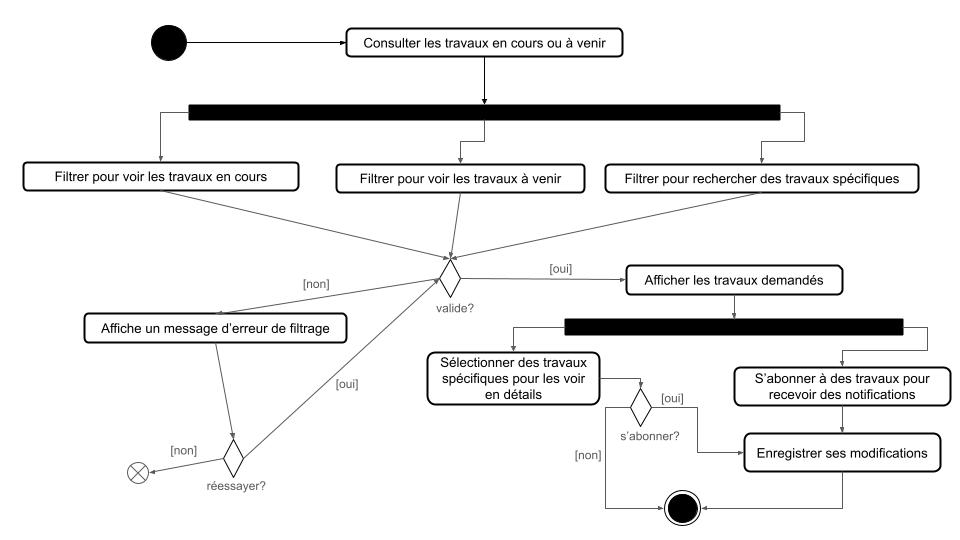 Consulter les travaux en cours ou à venir
Filtrer pour voir les travaux en cours
Filtrer pour voir les travaux à venir
Filtrer pour rechercher des travaux spécifiques
[non]
valide?
[oui]
Afficher les travaux demandés
Affiche un message d'erreur de filtrage
[oui]
[non]
réessayer?
Sélectionner des travaux
spécifiques pour les voir
en détails
S'abonner à des travaux pour
recevoir des notifications
[oui]
s'abonner?
[non]
Enregistrer ses modifications